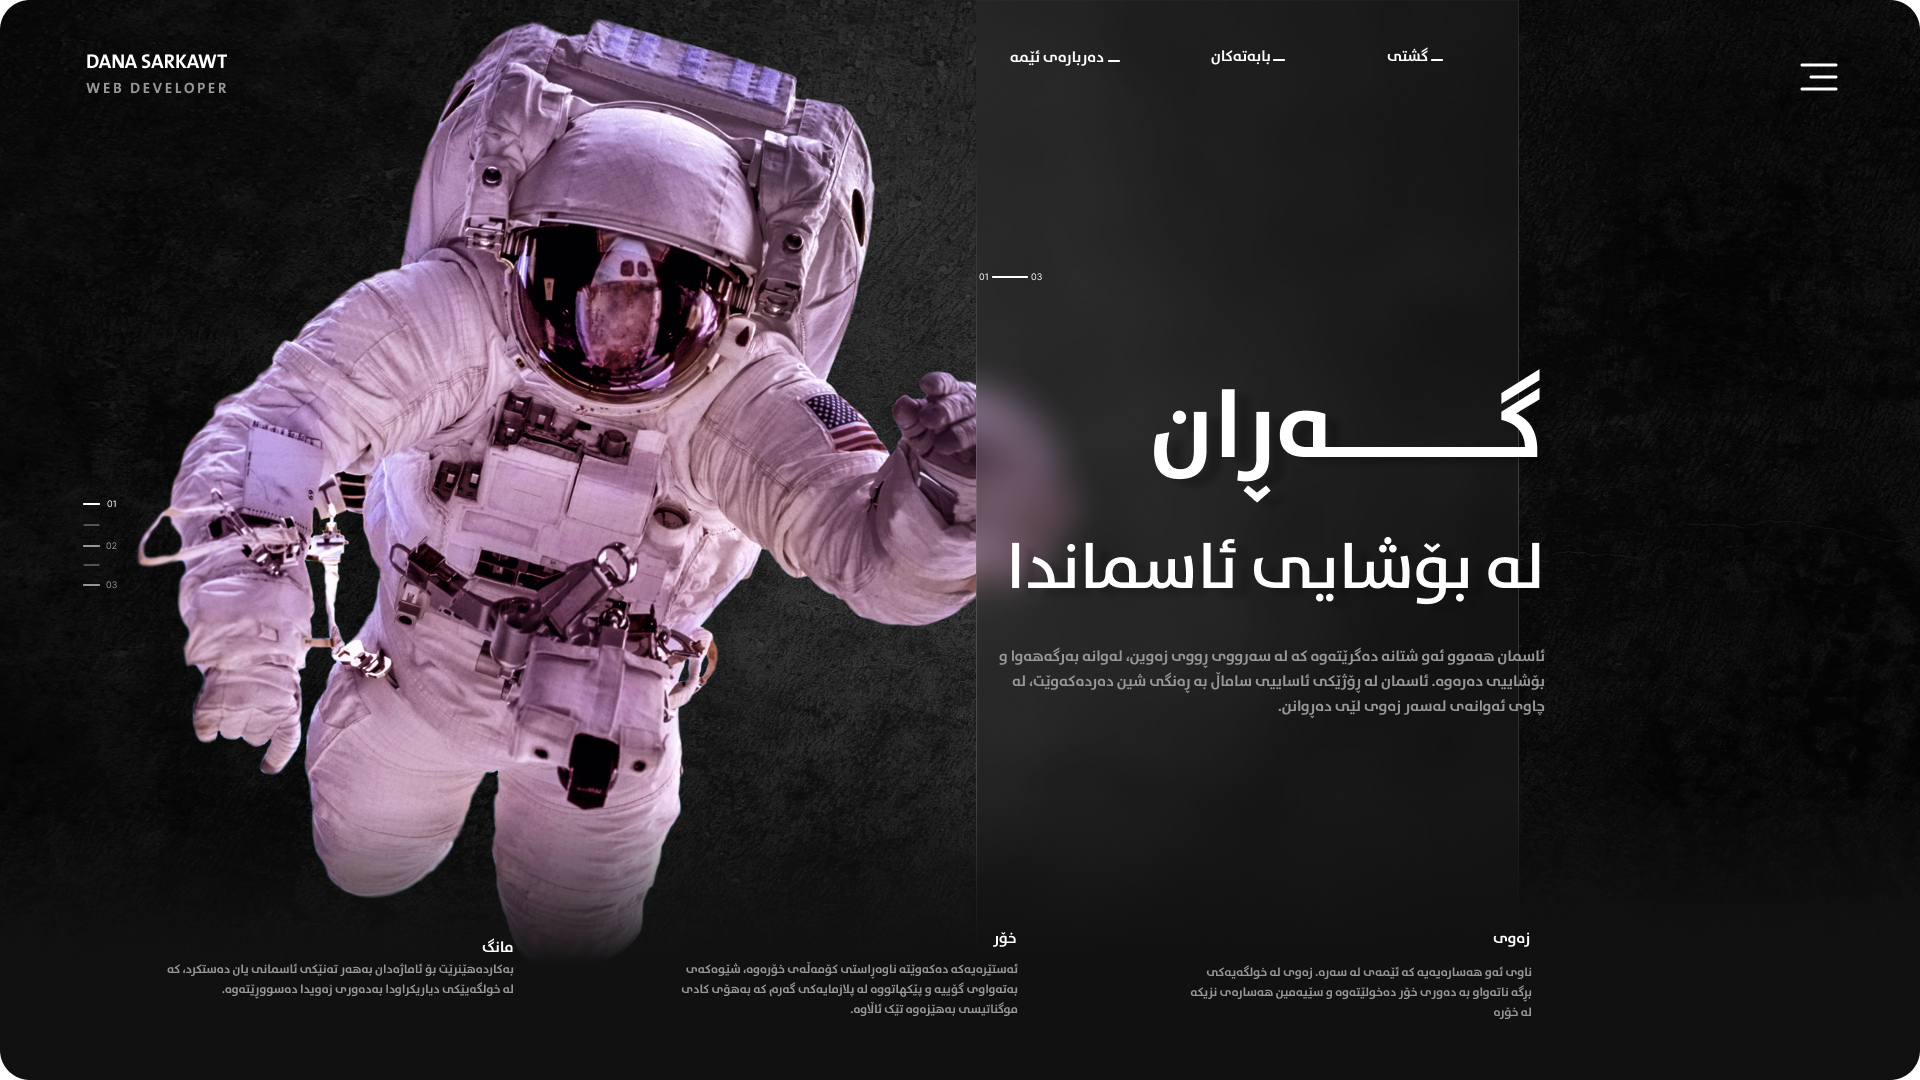 DANA SARKAWT
WEB DEVELOPER
گشتی
بابەتەکان
دەربارەی ئێمە
01 03
گـــــەڕان
لە بۆشایی ئاسماندا
ئاسمان هەموو ئەو شتانە دەگرێتەوە کە لە سەرووی ڕووی زەوین، لەوانە بەرگەهەوا و
بۆشاییی دەرەوە. ئاسمان لە ڕۆژێکی ئاساییی ساماڵ بە ڕەنگی شین دەردەکەوێت، لە
چاوی ئەوانەی لەسەر زەوی لێی دەڕوانن.
01
02
03
زەوی
ناوی ئەو هەسارەیەیە کە ئێمەی لە سەرە. زەوی لە خولگەیەکی
بڕگە ناتەواو بە دەوری خۆر دەخولێتەوە و سێیەمین هەسارەی نزیکە
لە خۆرە
خۆر
ئەستێرەیەکە دەکەوێتە ناوەڕاستی کۆمەڵەی خۆرەوە، شێوەکەی
بەتەواوی گۆییە و پێکهاتووە لە پلازمایەکی گەرم کە بەهۆی کادی
موگناتیسی بەهێزەوە تێک ئاڵاوە.
مانگ
بەکاردەهێنرێت بۆ ئاماژەدان بەهەر تەنێکی ئاسمانی یان دەستکرد، کە
لە خولگەیێکی دیاریکراودا بەدەوری زەویدا دەسووڕێتەوە.